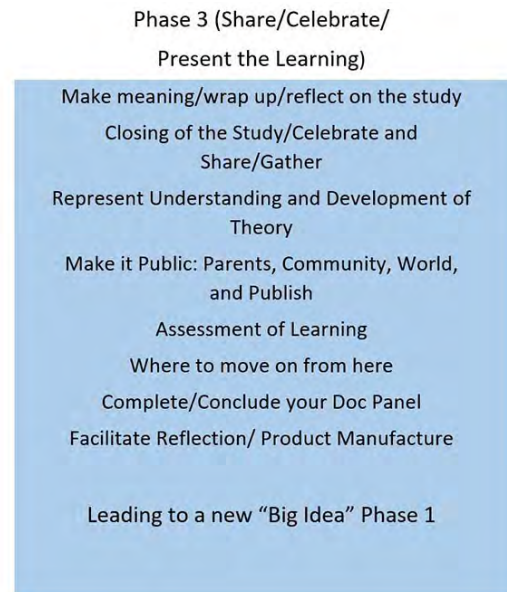 Phase 3 (Share/Celebrate/
Present the Learning)
Make meaning/wrap up/reflect on the study
Closing of the Study/Celebrate and
Share/Gather
Represent Understanding and Development of
Theory
Make it Public: Parents, Community, World,
and Publish
Assessment of Learning
Where to move on from here
Complete/Conclude your Doc Panel
Facilitate Reflection/ Product Manufacture
Leading to a new “Big Idea” Phase 1